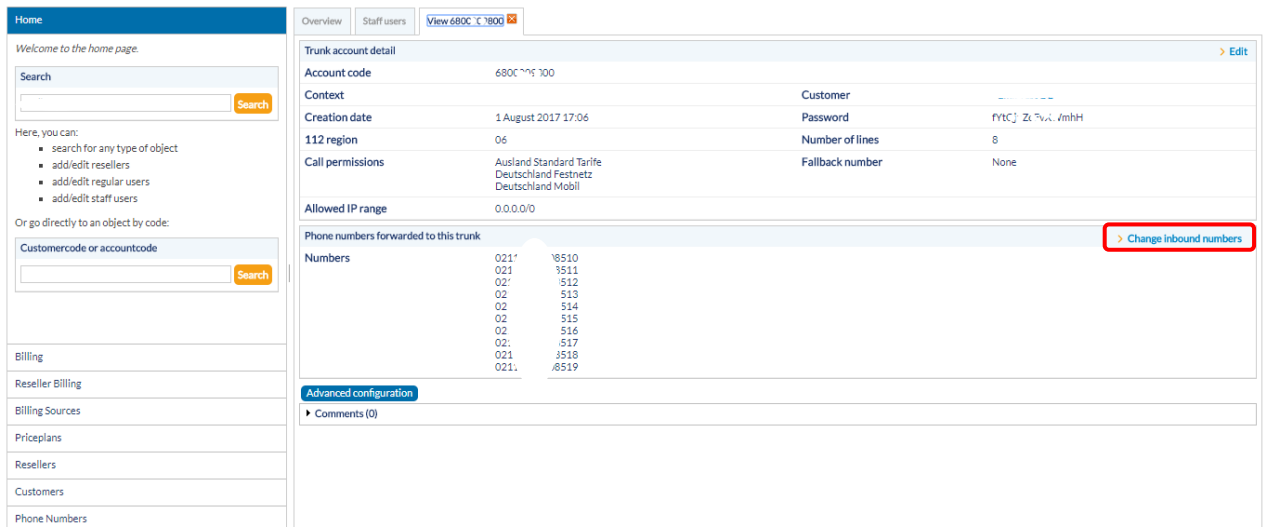 Home
Welcome to the home page.
Search
Search
Here, you can:
search for any type of object
add/edit resellers
add/edit regular users
add/edit staff users
Or go directly to an object by code:
Customercode or accountcode
Search
Billing
Reseller Billing
Billing Sources
Priceplans
Resellers
Customers
Phone Numbers
Overview
Staff users
View
Trunk account detail
Edit
Account code
Context
Customer
Creation date
1 August 2017 17:06
Password
112 region
06
Number of lines
8
Call permissions
Ausland Standard Tarife
Deutschland Festnetz
Deutschland Mobil
Fallback number
None
Allowed IP range
0.0.0.0/0
Phone numbers forwarded to this trunk
Change inbound numbers
Numbers
Advanced configuration
Comments (0)